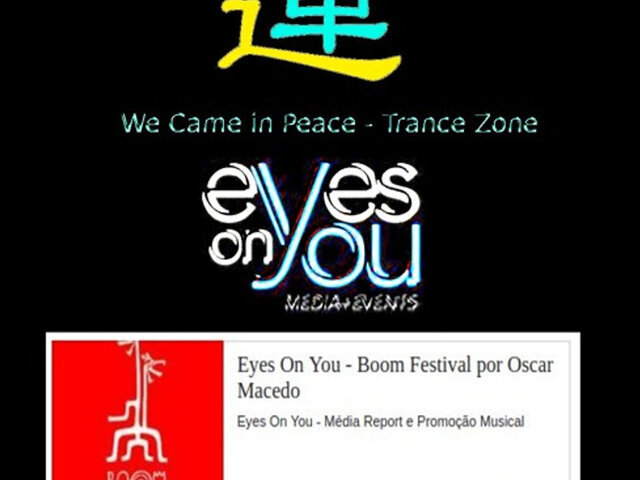 We Came in Peace - Trance Zone
eyes
on you
MEDIA+EVENTS
Eyes On You - Boom Festival por Oscar
Macedo
Eyes On You - Média Report e Promoção Musical
BOOM